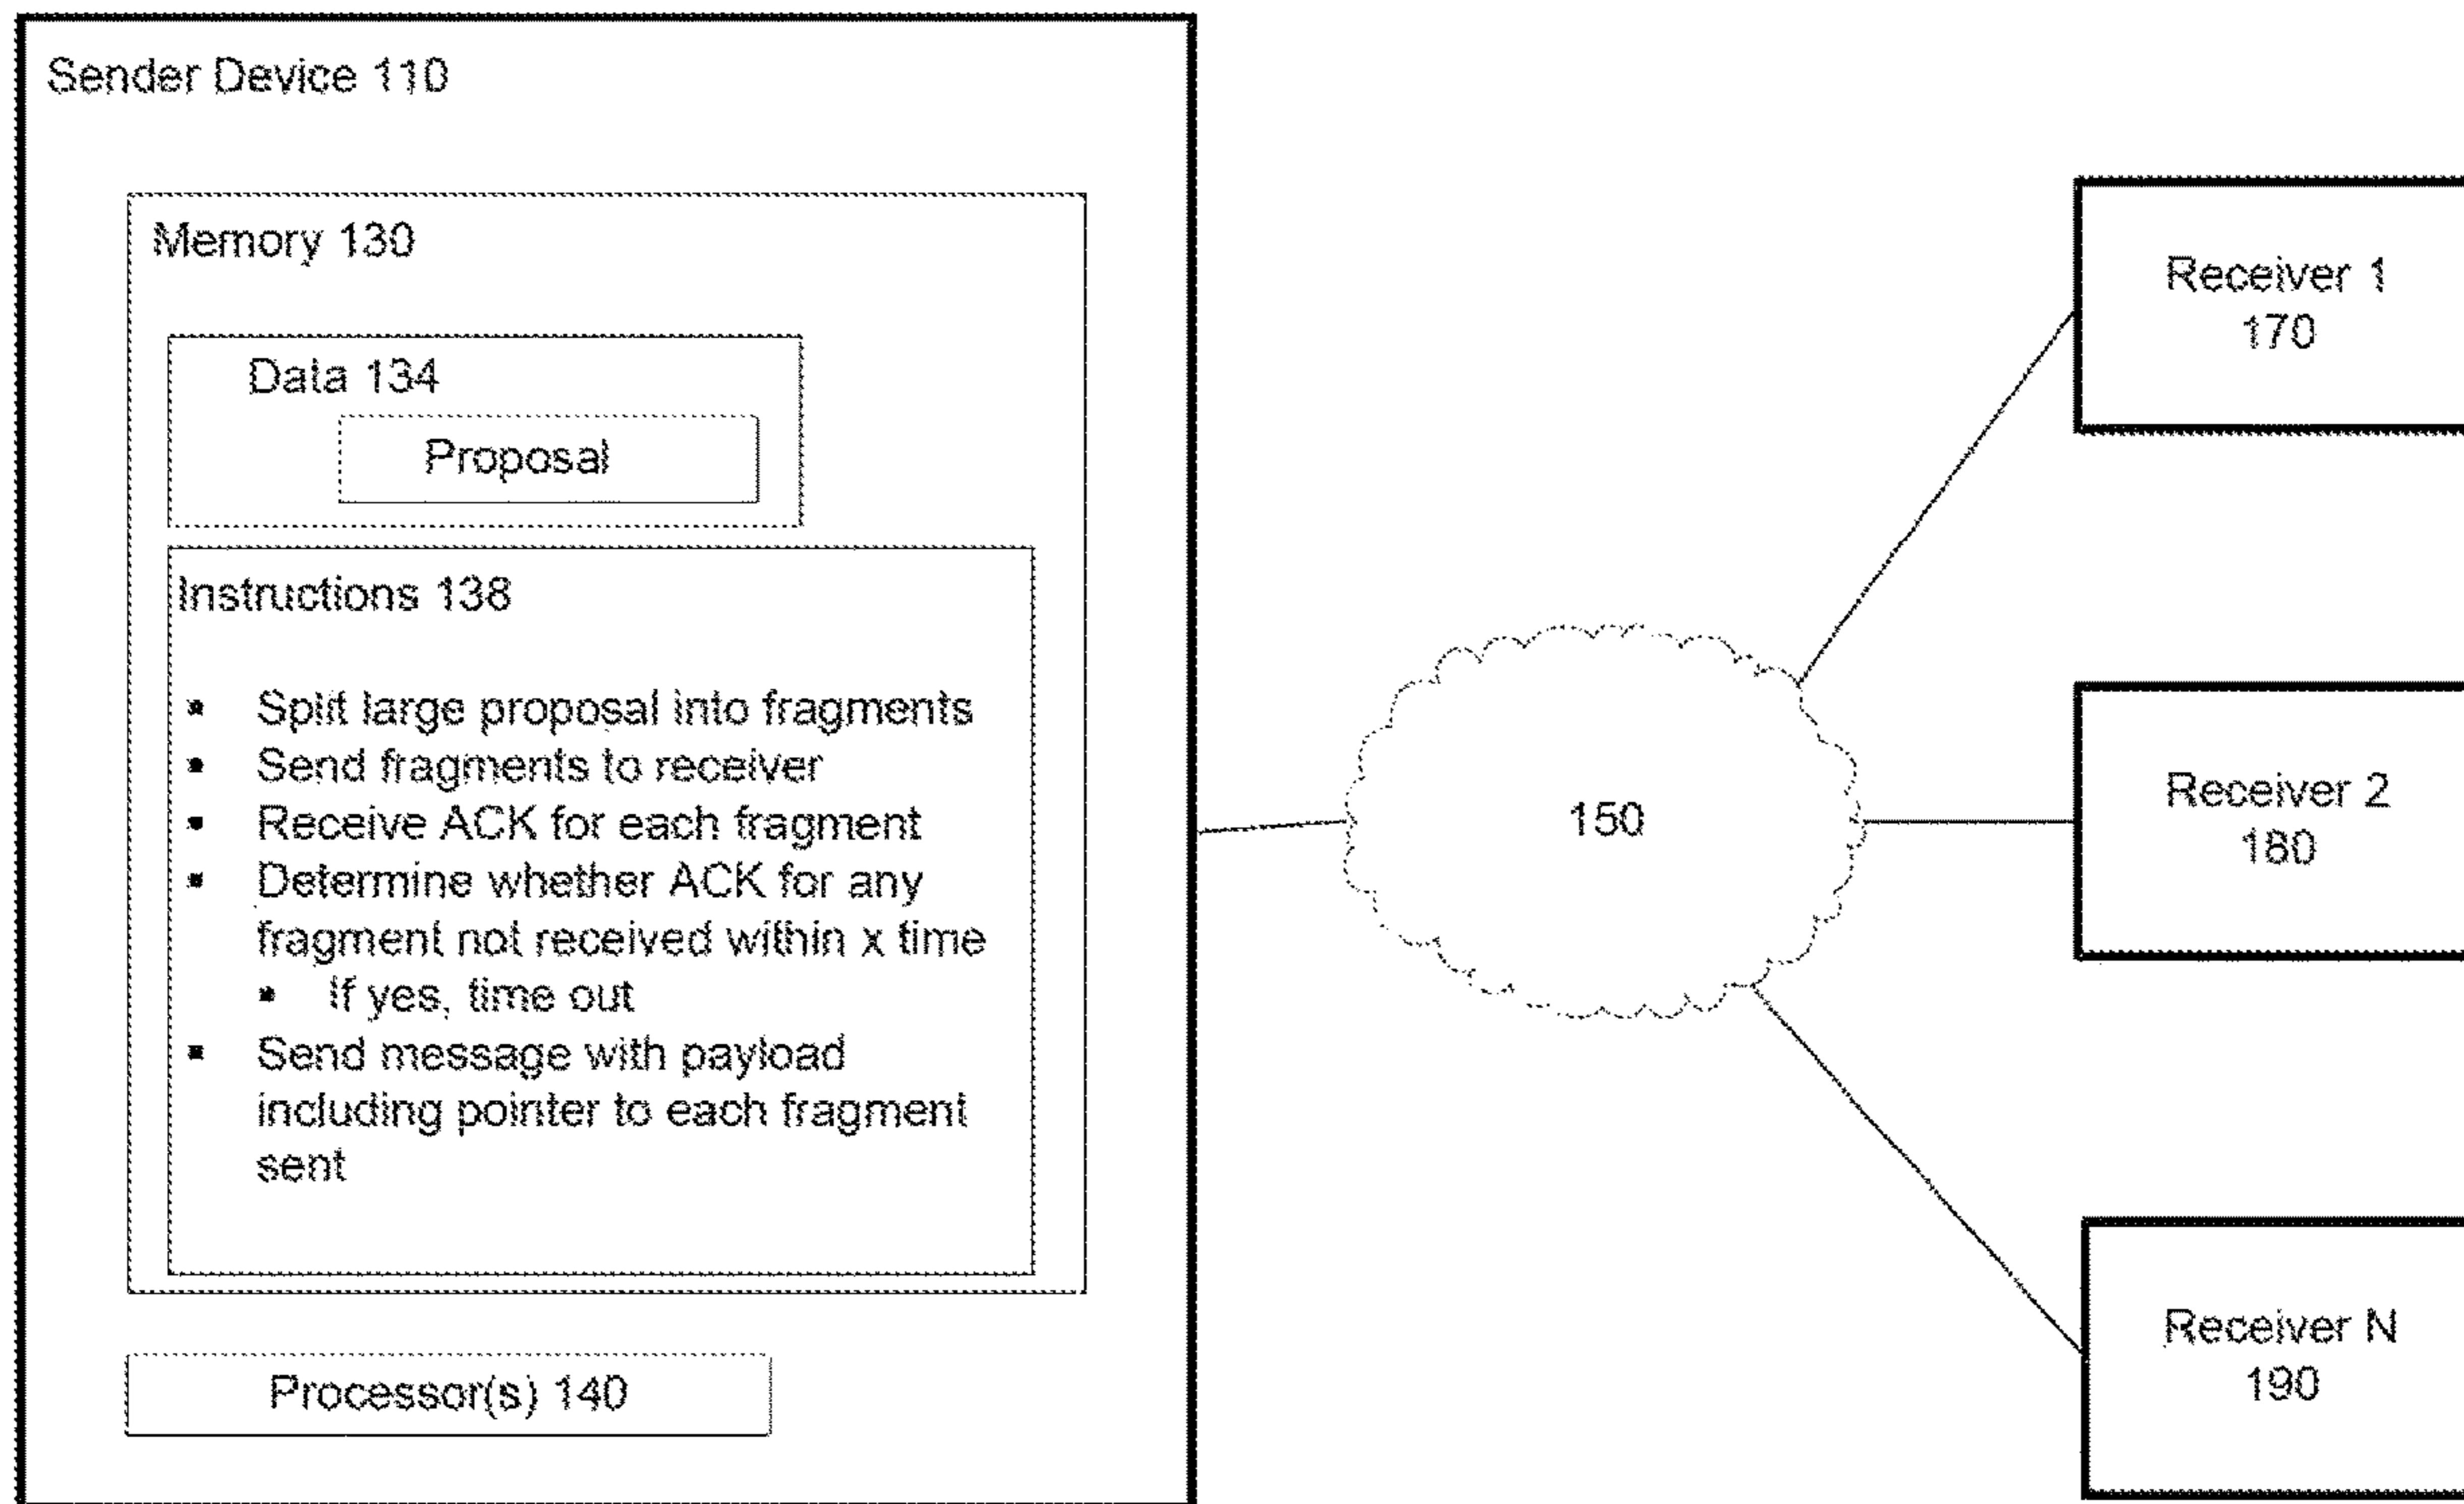 Sender Device 110
Memory 130
Data 134
Proposal
Instructions 138
▪ Split large proposal into fragments
▪ Send fragments to receiver
▪ Receive ACK for each fragment
▪ Determine whether ACK for any
fragment not received within x time
▪ If yes, time out
▪ Send message with payload
including pointer to each fragment
sent
Processor(s) 140
150
Receiver 1
170
Receiver 2
180
Receiver N
190